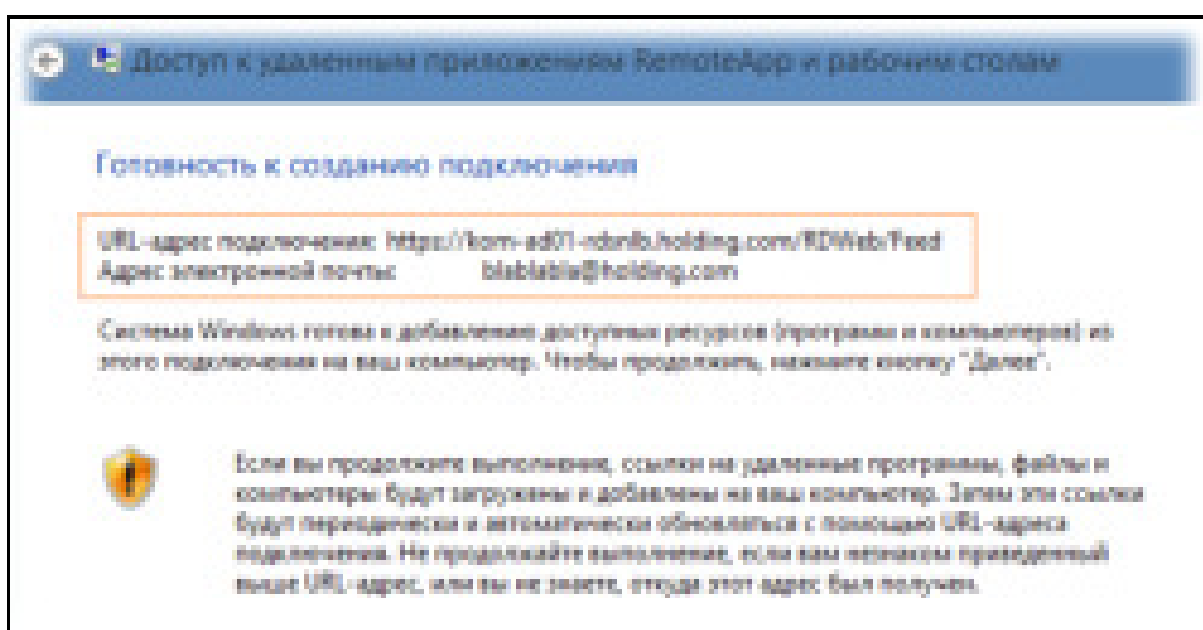 Доступ к удаленным приложениям RemoteApp и рабочим столам
Готовность к созданию подключения
URL-адрес подключения: https://kom-ad01-rdsnlb.holding.com/RDWeb/Feed
Адрес электронной почты: blablabla@holding.com
Система Windows готова к добавлению доступных ресурсов (программ и компьютеров) из
этого подключения на ваш компьютер. Чтобы продолжить, нажмите кнопку "Далее".
Если вы продолжите выполнение, ссылки на удаленные программы, файлы и
компьютеры будут загружены и добавлены на ваш компьютер. Затем эти ссылки
будут периодически и автоматически обновляться с помощью URL-адреса
подключения. Не продолжайте выполнение, если вам незнаком приведенный
выше URL-адрес, или вы не знаете, откуда этот адрес был получен.